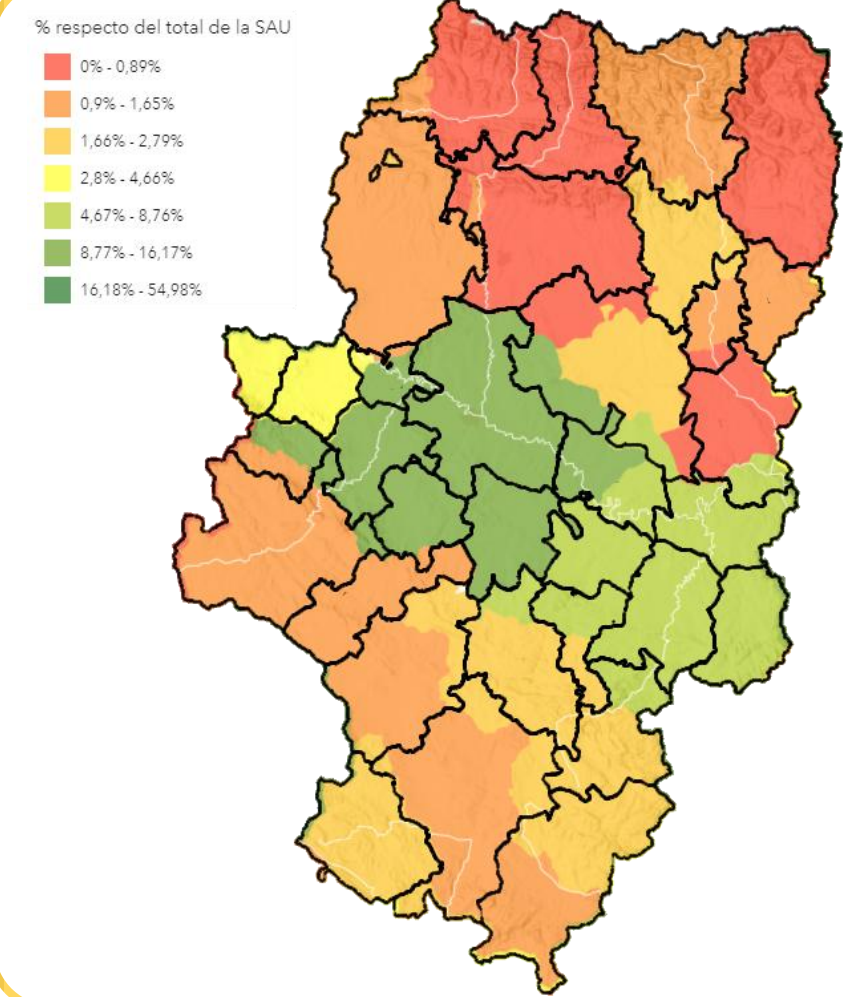 % respecto del total de la SAU
0% - 0,89%
0,9% - 1,65%
1,66% - 2,79%
2,8% - 4,66%
4,67% - 8,76%
8,77% - 16,17%
16,18% - 54,98%